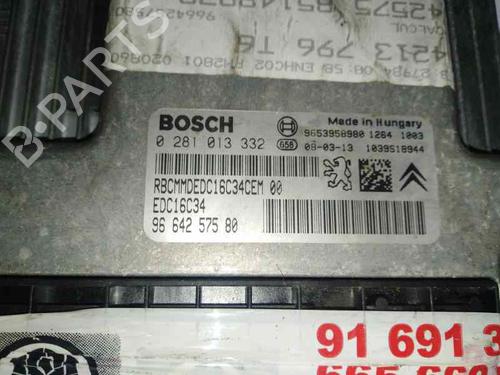 BOSCH
0 281 013 332
Made in Hungary
9653958980 1264 1003
G5B 08-03-13 1039S18944
RBCMMDEDC16C34CEM 00
EDC16C34
96 642 575 80
4213 796 T6
91 691 3
B-PARTS